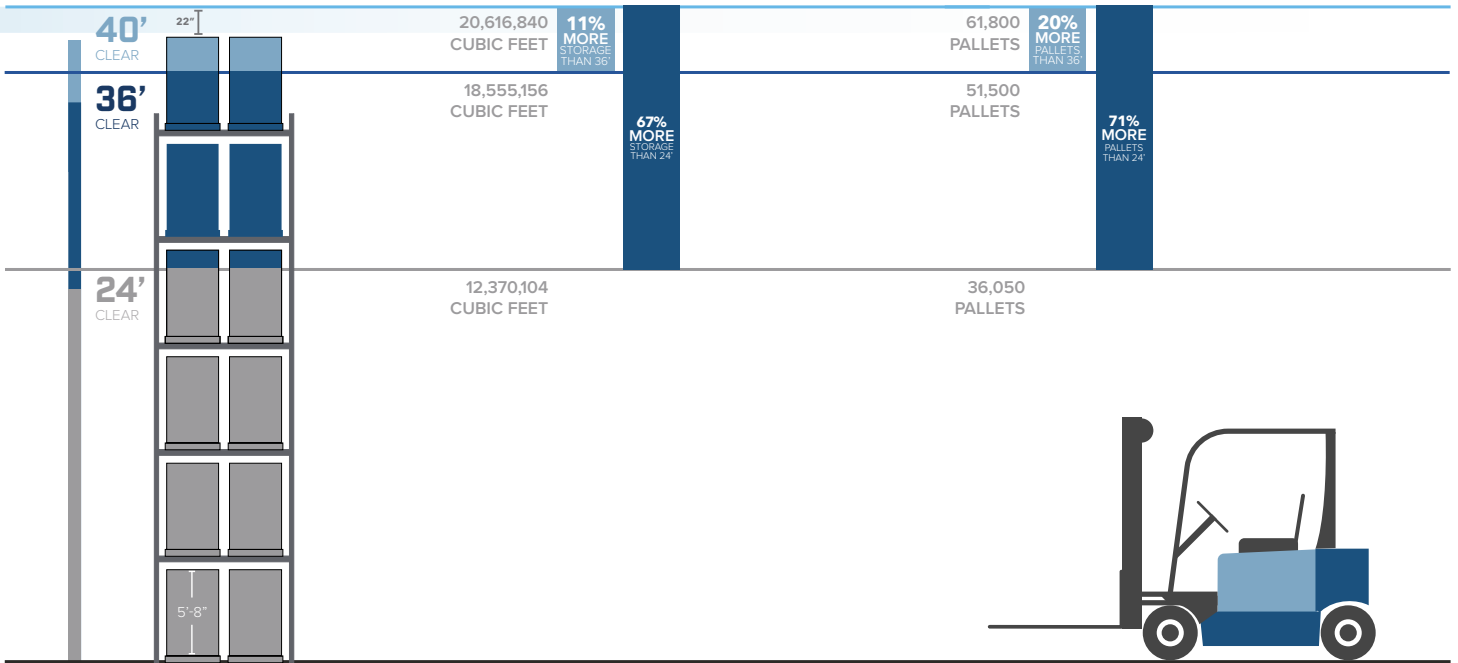 40’
CLEAR
22”
20,616,840
CUBIC FEET
11%
MORE
STORAGE
THAN 36’
61,800
PALLETS
20%
MORE
PALLETS
THAN 36’
36’
CLEAR
18,555,156
CUBIC FEET
67%
MORE
STORAGE
THAN 24’
51,500
PALLETS
71%
MORE
PALLETS
THAN 24’
24’
CLEAR
12,370,104
CUBIC FEET
36,050
PALLETS
5’-8”